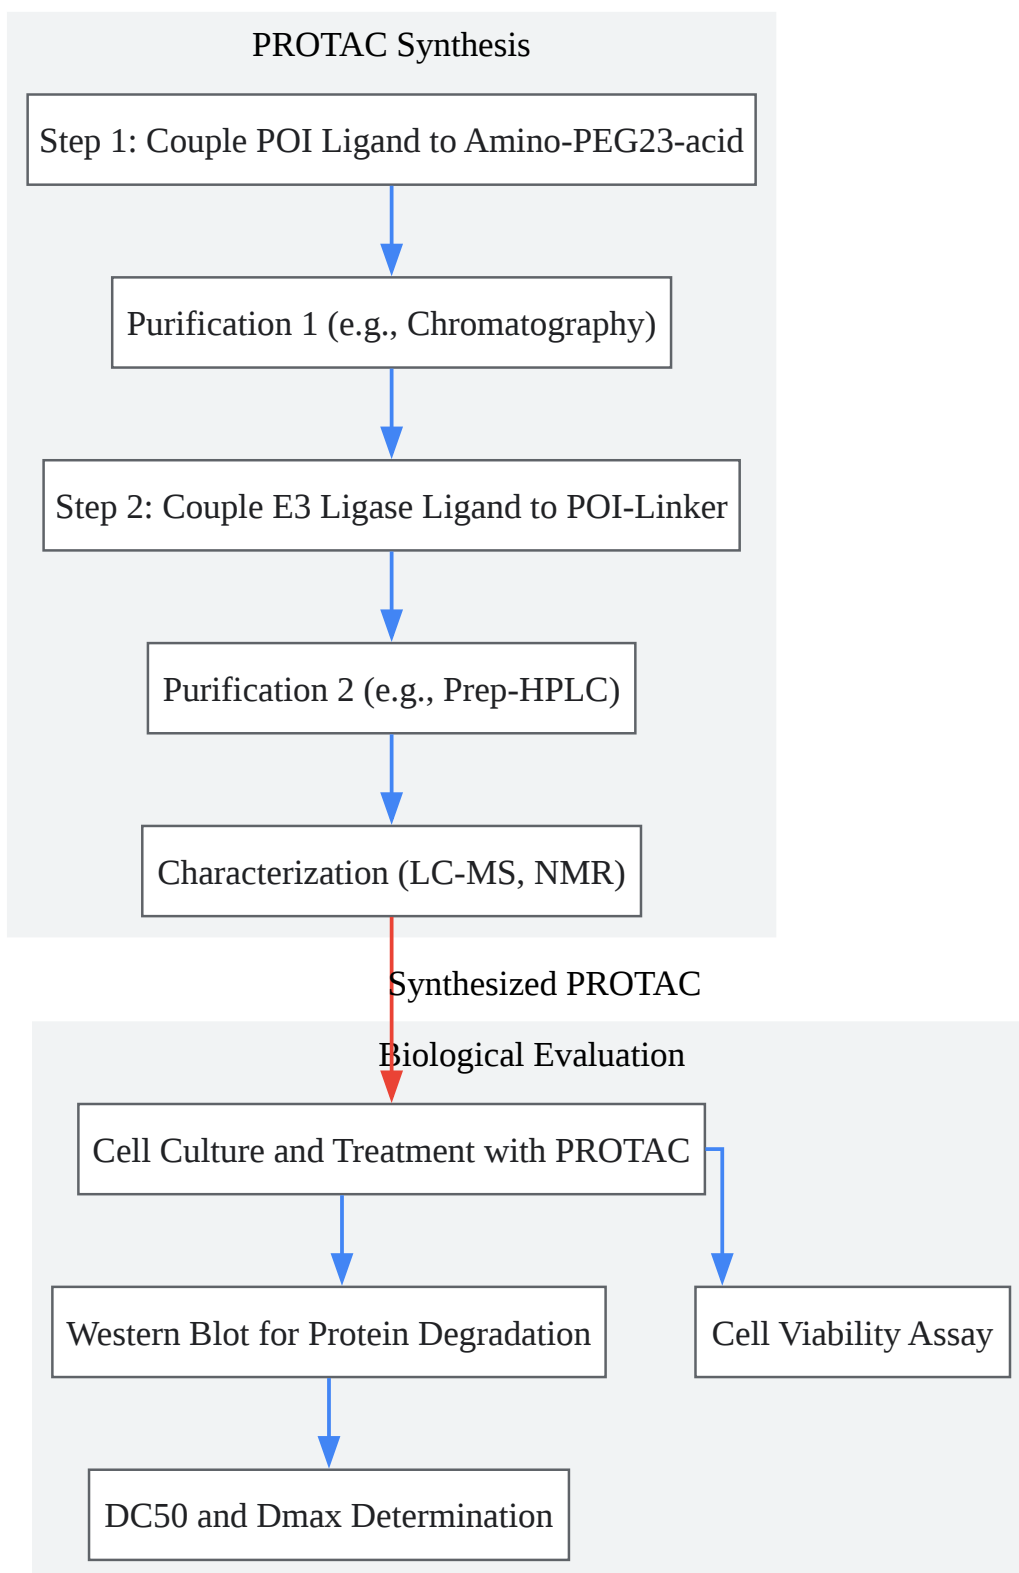 PROTAC Synthesis
Step 1: Couple POI Ligand to Amino-PEG23-acid
Purification 1 (e.g., Chromatography)
Step 2: Couple E3 Ligase Ligand to POI-Linker
Purification 2 (e.g., Prep-HPLC)
Characterization (LC-MS, NMR)
Synthesized PROTAC
Biological Evaluation
Cell Culture and Treatment with PROTAC
Western Blot for Protein Degradation
Cell Viability Assay
DC50 and Dmax Determination